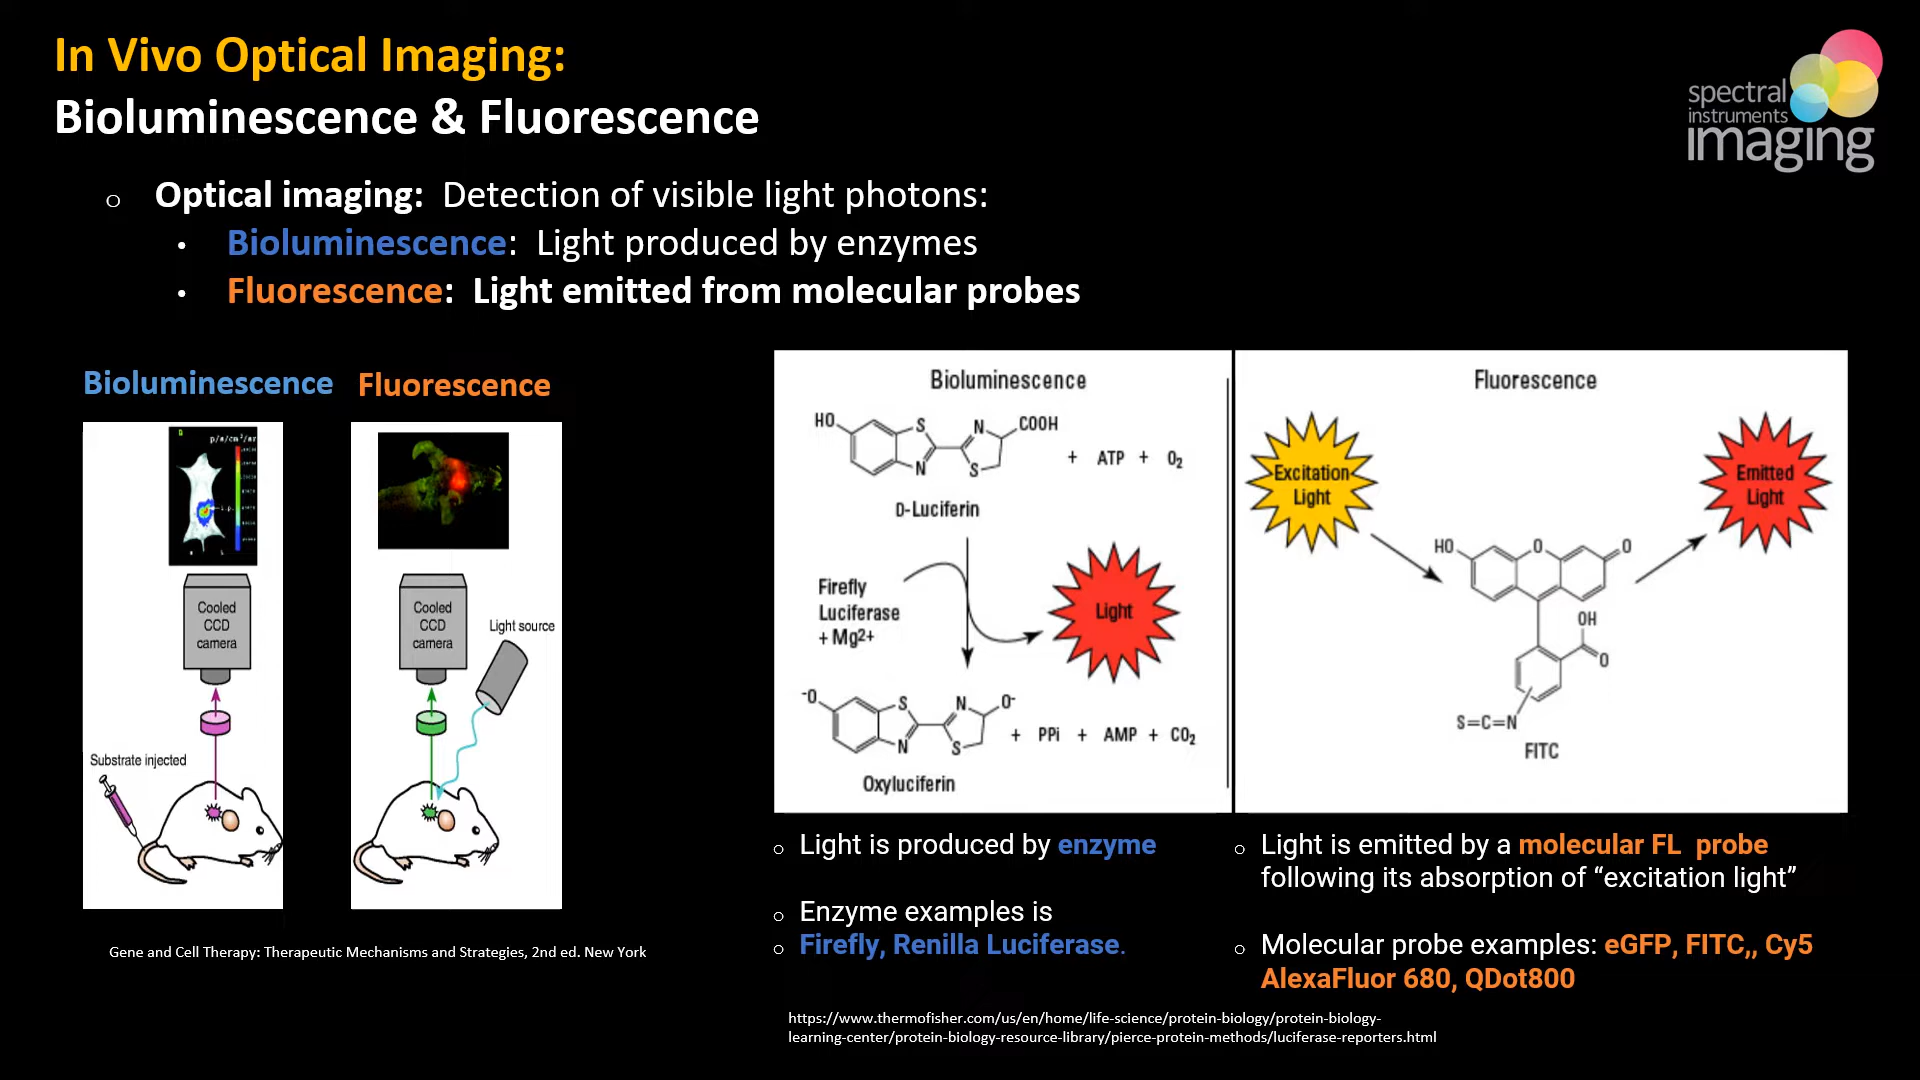 In Vivo Optical Imaging:
Bioluminescence & Fluorescence
spectral
instruments
imaging
Optical imaging: Detection of visible light photons:
Bioluminescence: Light produced by enzymes
Fluorescence: Light emitted from molecular probes
Bioluminescence
Fluorescence
p/s/cm²/sr
Cooled
CCD
camera
Substrate injected
Cooled
CCD
camera
Light source
Gene and Cell Therapy: Therapeutic Mechanisms and Strategies, 2nd ed. New York
Bioluminescence
HO
S
N
N
S
COOH
+ ATP + O₂
D-Luciferin
Firefly
Luciferase
+ Mg2+
Light
-O
S
N
N
S
O-
+ PPi + AMP + CO₂
Oxyluciferin
Fluorescence
Excitation
Light
Emitted
Light
HO
O
O
OH
O
S=C=N
FITC
Light is produced by enzyme
Enzyme examples is
Firefly, Renilla Luciferase.
Light is emitted by a molecular FL probe
following its absorption of “excitation light”
Molecular probe examples: eGFP, FITC,, Cy5
AlexaFluor 680, QDot800
https://www.thermofisher.com/us/en/home/life-science/protein-biology/protein-biology-
learning-center/protein-biology-resource-library/pierce-protein-methods/luciferase-reporters.html